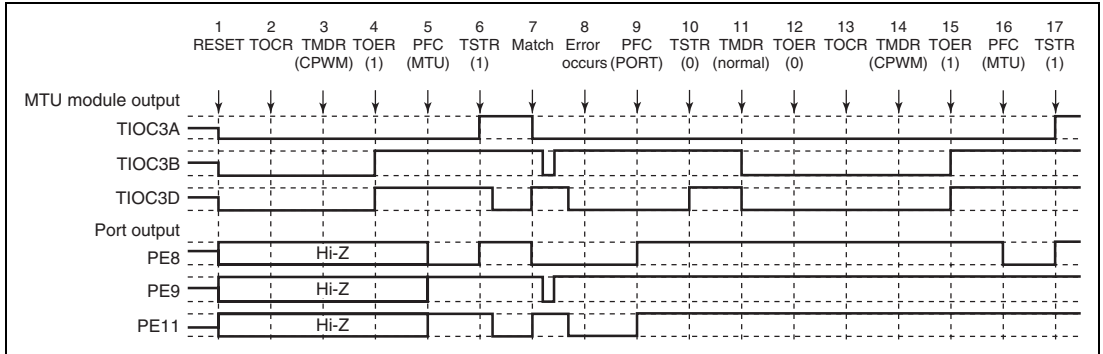 1 2 3 4 5 6 7 8 9 10 11 12 13 14 15 16 17
RESET TOCR TMDR TOER PFC TSTR Match Error PFC TSTR TMDR TOER TOCR TMDR TOER PFC TSTR
(CPWM) (1) (MTU) (1) occurs (PORT) (0) (normal) (0) (CPWM) (1) (MTU) (1)
MTU module output
TIOC3A
TIOC3B
TIOC3D
Port output
PE8 Hi-Z
PE9 Hi-Z
PE11 Hi-Z